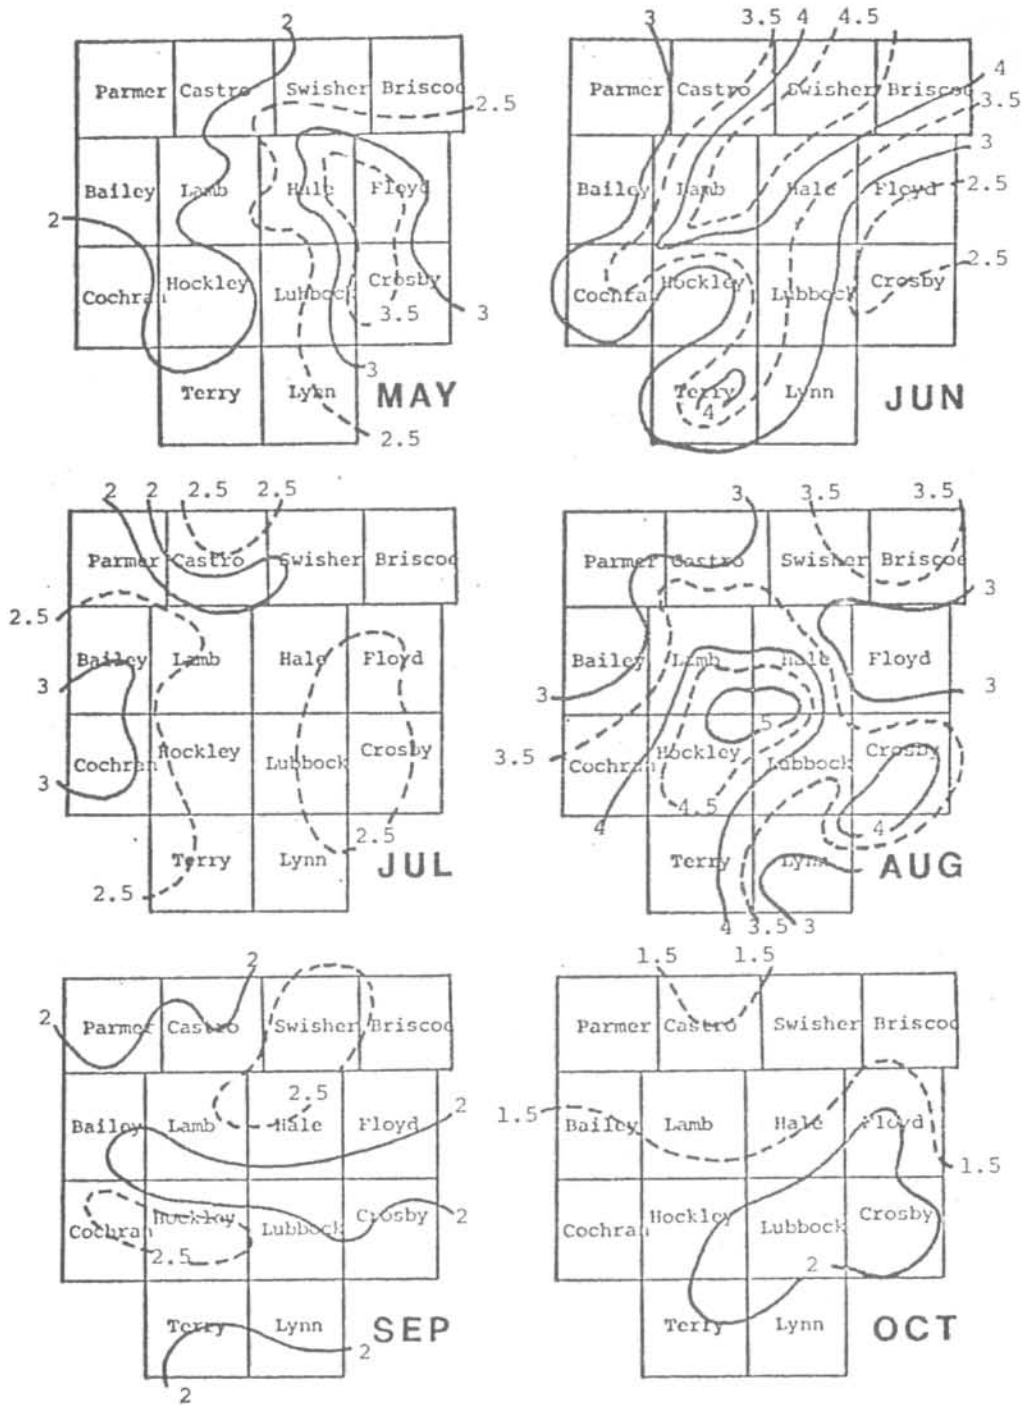 2
Parmer Castro Swisher Briscoe
2.5
Bailey Lamb Hale Floyd
2
Cochran Hockley Lubbock Crosby
3.5
3
3
Terry Lynn
MAY
2.5
3 3.5 4 4.5
4
Parmer Castro Swisher Briscoe
3.5
3
Bailey Lamb Hale Floyd 2.5
2.5
Cochran Hockley Lubbock Crosby
Terry Lynn
4
JUN
2 2 2.5 2.5
Parmer Castro Swisher Briscoe
2.5
Bailey Lamb Hale Floyd
3
Cochran Hockley Lubbock Crosby
3
2.5
Terry Lynn
JUL
2.5
3 3.5 3.5
Parmer Castro Swisher Briscoe
3
Bailey Lamb Hale Floyd
3 3
5
3.5
Cochran Hockley Lubbock Crosby
4.5
4 4
Terry Lynn
AUG
4 3.5 3
2
2
Parmer Castro Swisher Briscoe
2.5
2
Bailey Lamb Hale Floyd
2
Cochran Hockley Lubbock Crosby
2.5
Terry Lynn
2
SEP
2
1.5 1.5
Parmer Castro Swisher Briscoe
1.5
Bailey Lamb Hale Floyd
1.5
Cochran Hockley Lubbock Crosby
2
Terry Lynn
OCT